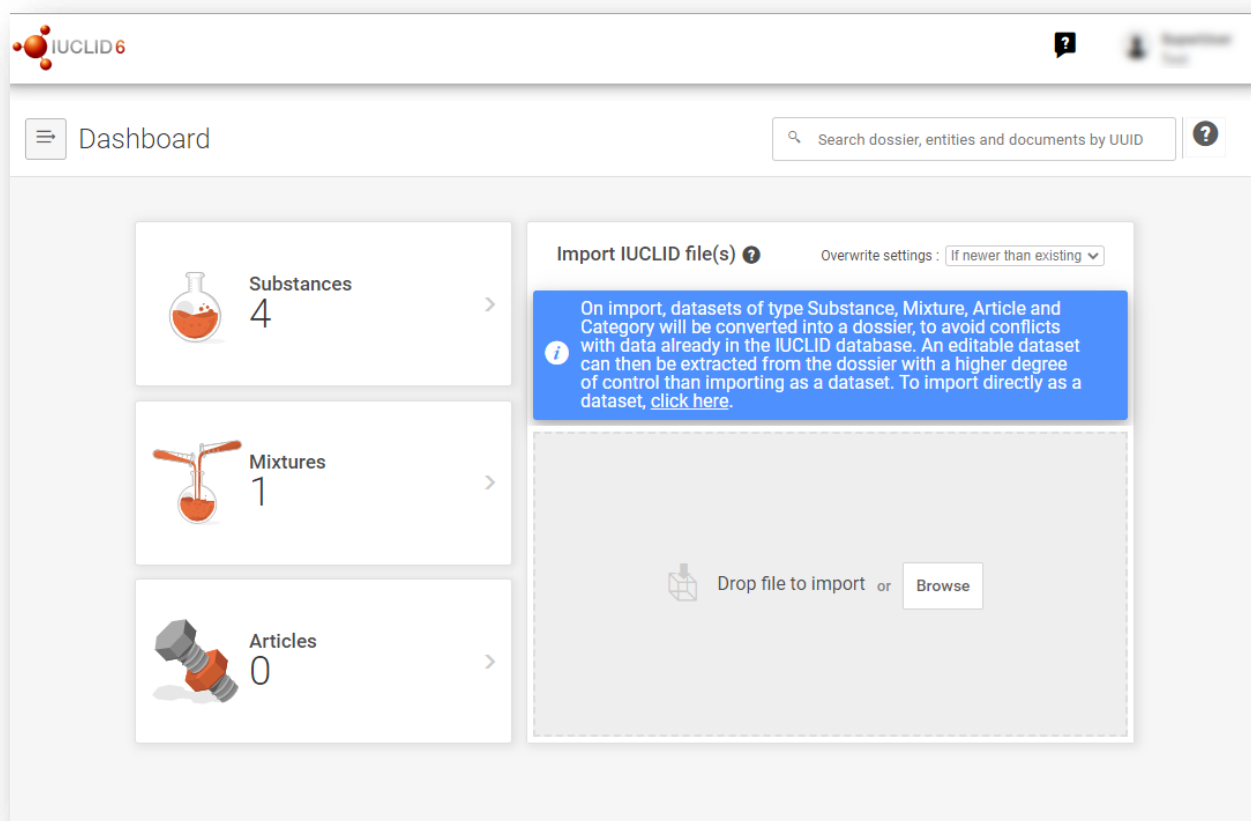 IUCLID 6
Dashboard
Search dossier, entities and documents by UUID
Substances
4
Mixtures
1
Articles
0
Import IUCLID file(s)
Overwrite settings : If newer than existing
On import, datasets of type Substance, Mixture, Article and
Category will be converted into a dossier, to avoid conflicts
with data already in the IUCLID database. An editable dataset
can then be extracted from the dossier with a higher degree
of control than importing as a dataset. To import directly as a
dataset, click here.
Drop file to import or Browse